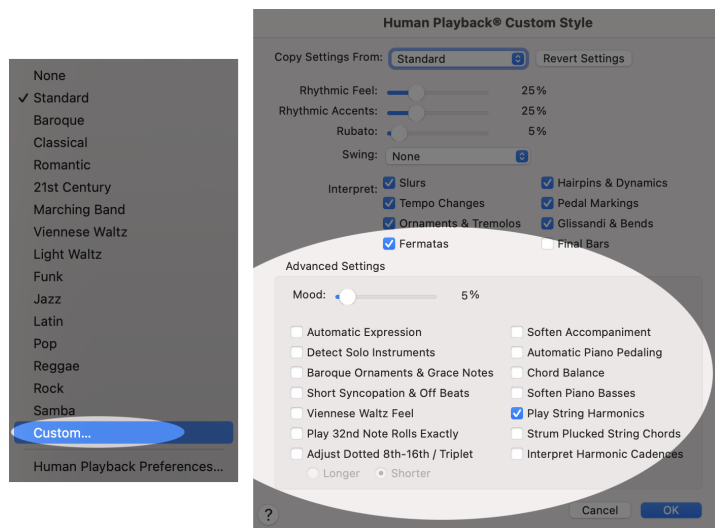 None
✓ Standard
Baroque
Classical
Romantic
21st Century
Marching Band
Viennese Waltz
Light Waltz
Funk
Jazz
Latin
Pop
Reggae
Rock
Samba
Custom...
Human Playback Preferences...
Human Playback® Custom Style
Copy Settings From: Standard Revert Settings
Rhythmic Feel: 25%
Rhythmic Accents: 25%
Rubato: 5%
Swing: None
Interpret: Slurs Hairpins & Dynamics
Tempo Changes Pedal Markings
Ornaments & Tremolos Glissandi & Bends
Fermatas Final Bars
Advanced Settings
Mood: 5%
Automatic Expression Soften Accompaniment
Detect Solo Instruments Automatic Piano Pedaling
Baroque Ornaments & Grace Notes Chord Balance
Short Syncopation & Off Beats Soften Piano Basses
Viennese Waltz Feel Play String Harmonics
Play 32nd Note Rolls Exactly Strum Plucked String Chords
Adjust Dotted 8th-16th / Triplet Interpret Harmonic Cadences
Longer Shorter
? Cancel OK